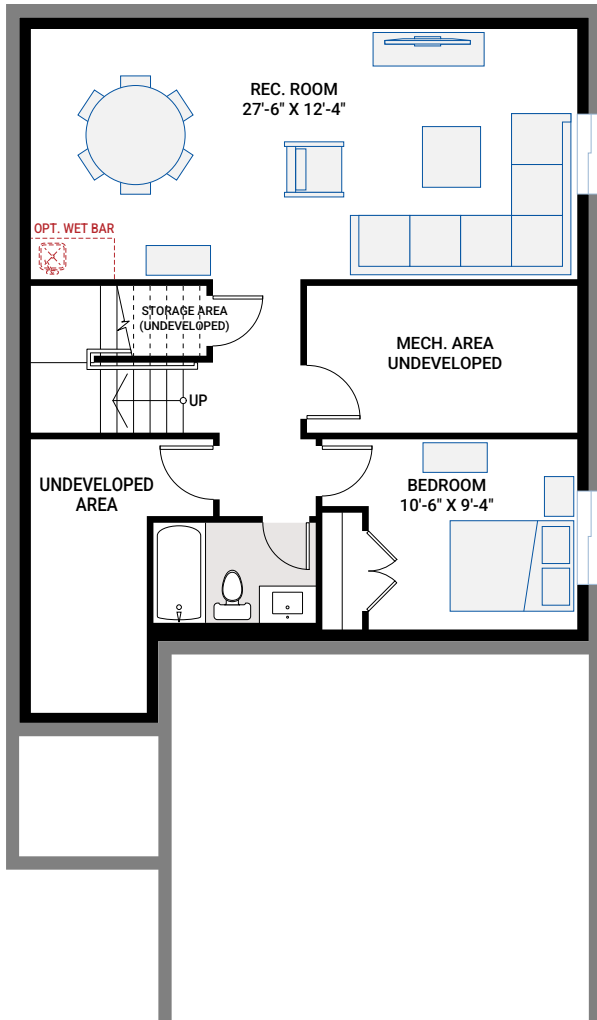 REC. ROOM
27'-6" X 12'-4"
OPT. WET BAR
STORAGE AREA
(UNDEVELOPED)
MECH. AREA
UNDEVELOPED
UP
UNDEVELOPED
AREA
BEDROOM
10'-6" X 9'-4"